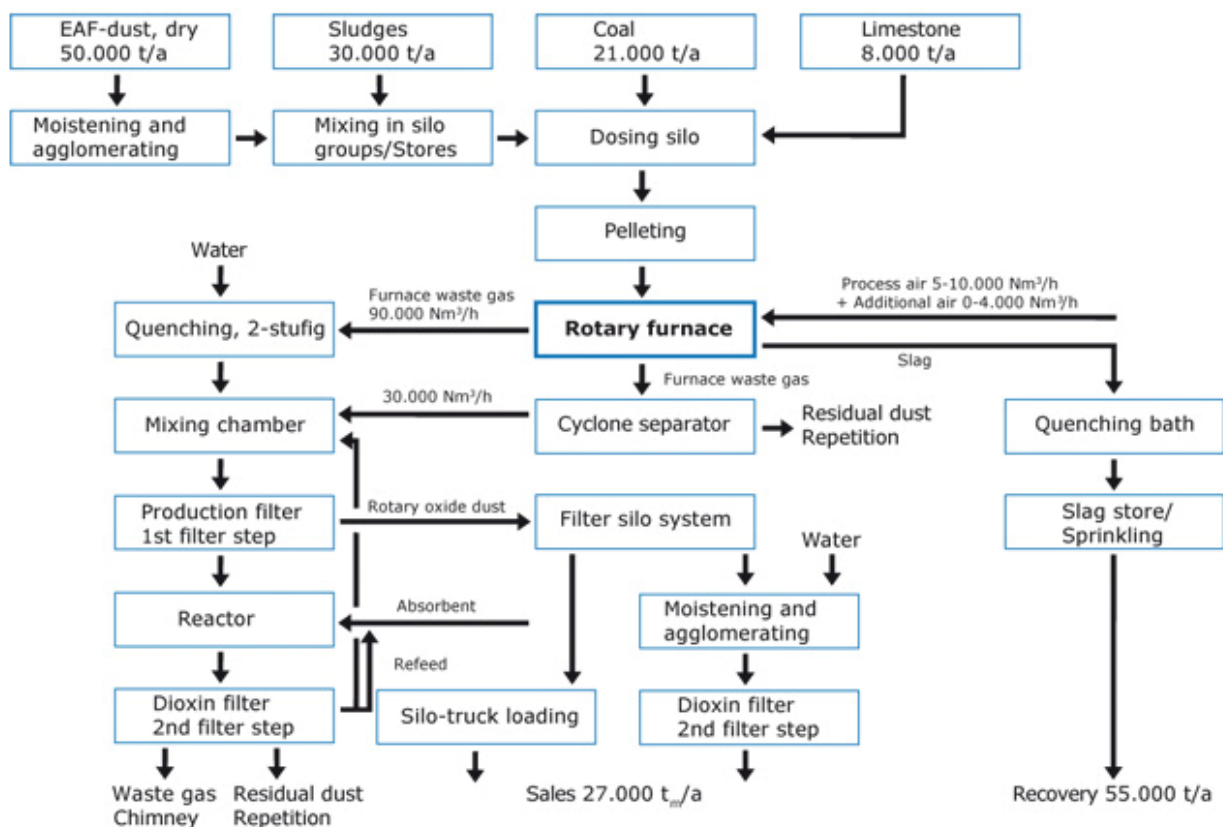 EAF-dust, dry
50.000 t/a
Sludges
30.000 t/a
Coal
21.000 t/a
Limestone
8.000 t/a
Moistening and
agglomerating
Mixing in silo
groups/Stores
Dosing silo
Pelleting
Water
Furnace waste gas
90.000 Nm³/h
Process air 5-10.000 Nm³/h
+ Additional air 0-4.000 Nm³/h
Quenching, 2-stufig
Rotary furnace
Slag
Furnace waste gas
30.000 Nm³/h
Mixing chamber
Cyclone separator
Residual dust
Repetition
Quenching bath
Production filter
1st filter step
Rotary oxide dust
Filter silo system
Slag store/
Sprinkling
Water
Reactor
Absorbent
Moistening and
agglomerating
Refeed
Dioxin filter
2nd filter step
Silo-truck loading
Dioxin filter
2nd filter step
Waste gas
Chimney
Residual dust
Repetition
Sales 27.000 tₘ/a
Recovery 55.000 t/a